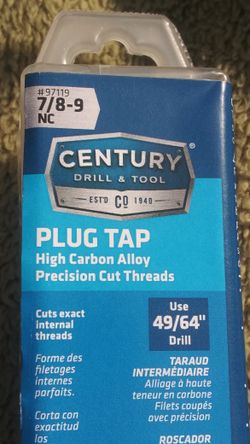 #97119
7/8-9
NC
CENTURY
DRILL & TOOL
EST'D CO 1940
®
PLUG TAP
High Carbon Alloy
Precision Cut Threads
Cuts exact
internal
threads
Forme des
filetages
internes
parfaits.
Corta con
exactitud
los
Use
49/64"
Drill
TARAUD
INTERMÉDIAIRE
Alliage à haute
teneur en carbone
Filets coupés
avec précision
ROSCADOR